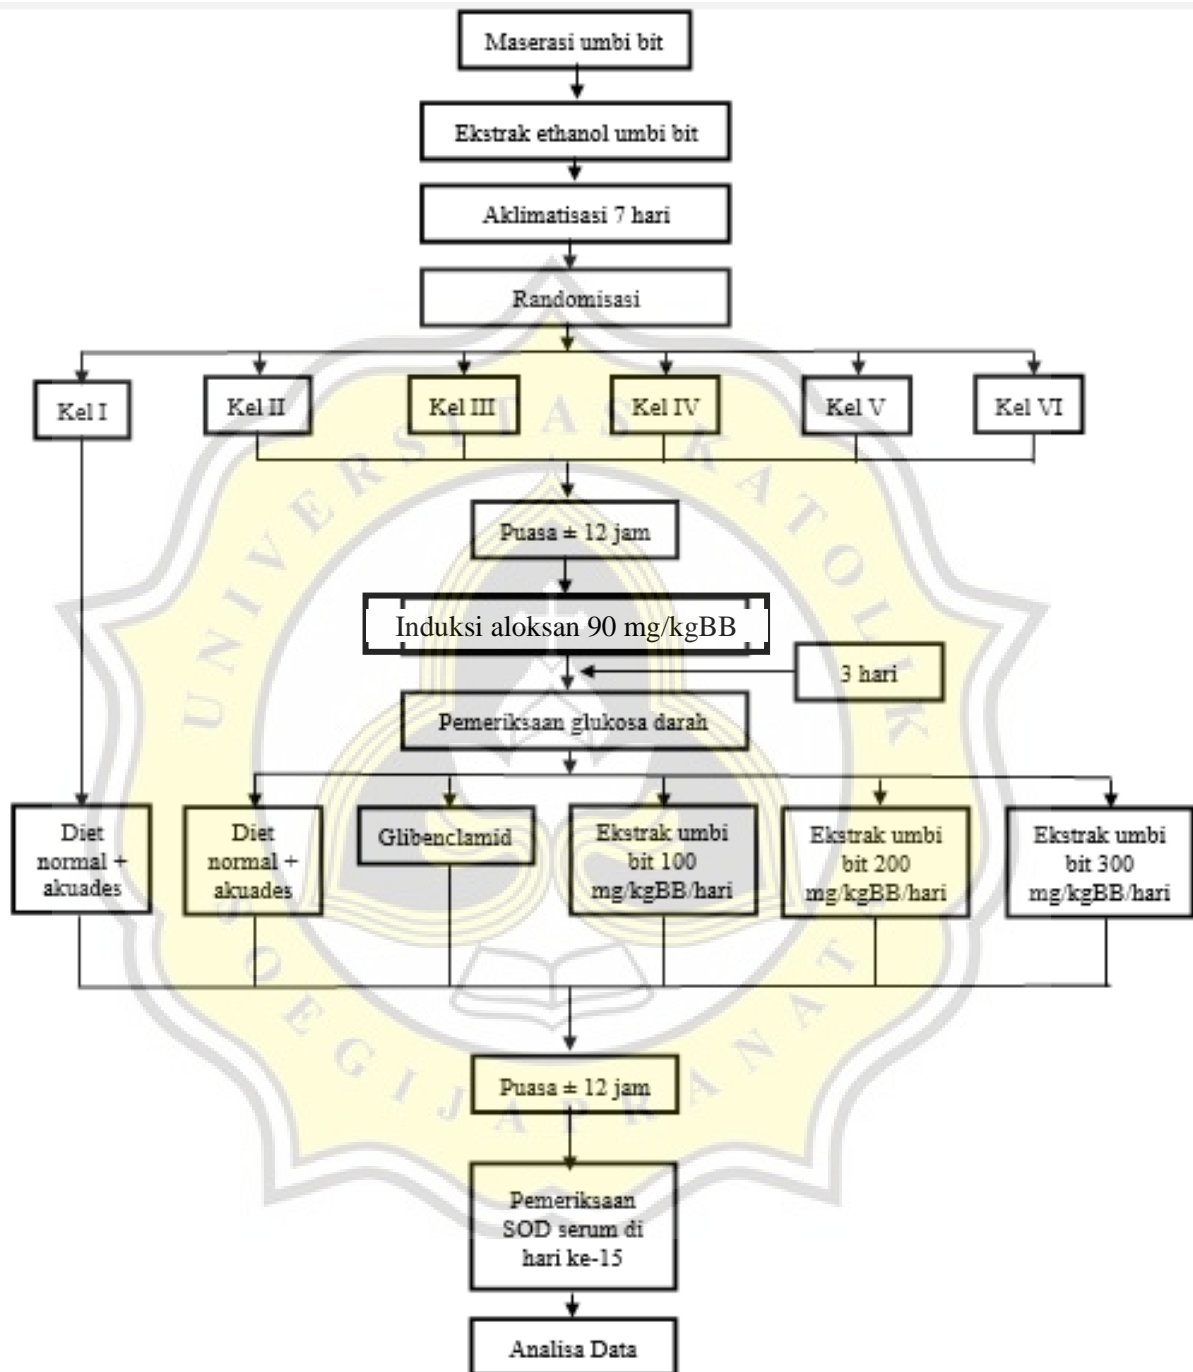 Maserasi umbi bit
Ekstrak ethanol umbi bit
Aklimatisasi 7 hari
Randomisasi
Kel I
Kel II
Kel III
Kel IV
Kel V
Kel VI
Puasa ± 12 jam
Induksi aloksan 90 mg/kgBB
3 hari
Pemeriksaan glukosa darah
Diet
normal +
akuades
Diet
normal +
akuades
Glibenclamid
Ekstrak umbi
bit 100
mg/kgBB/hari
Ekstrak umbi
bit 200
mg/kgBB/hari
Ekstrak umbi
bit 300
mg/kgBB/hari
Puasa ± 12 jam
Pemeriksaan
SOD serum di
hari ke-15
Analisa Data
UNIVERSITAS KATOLIK
SOEGIJAPRANATA